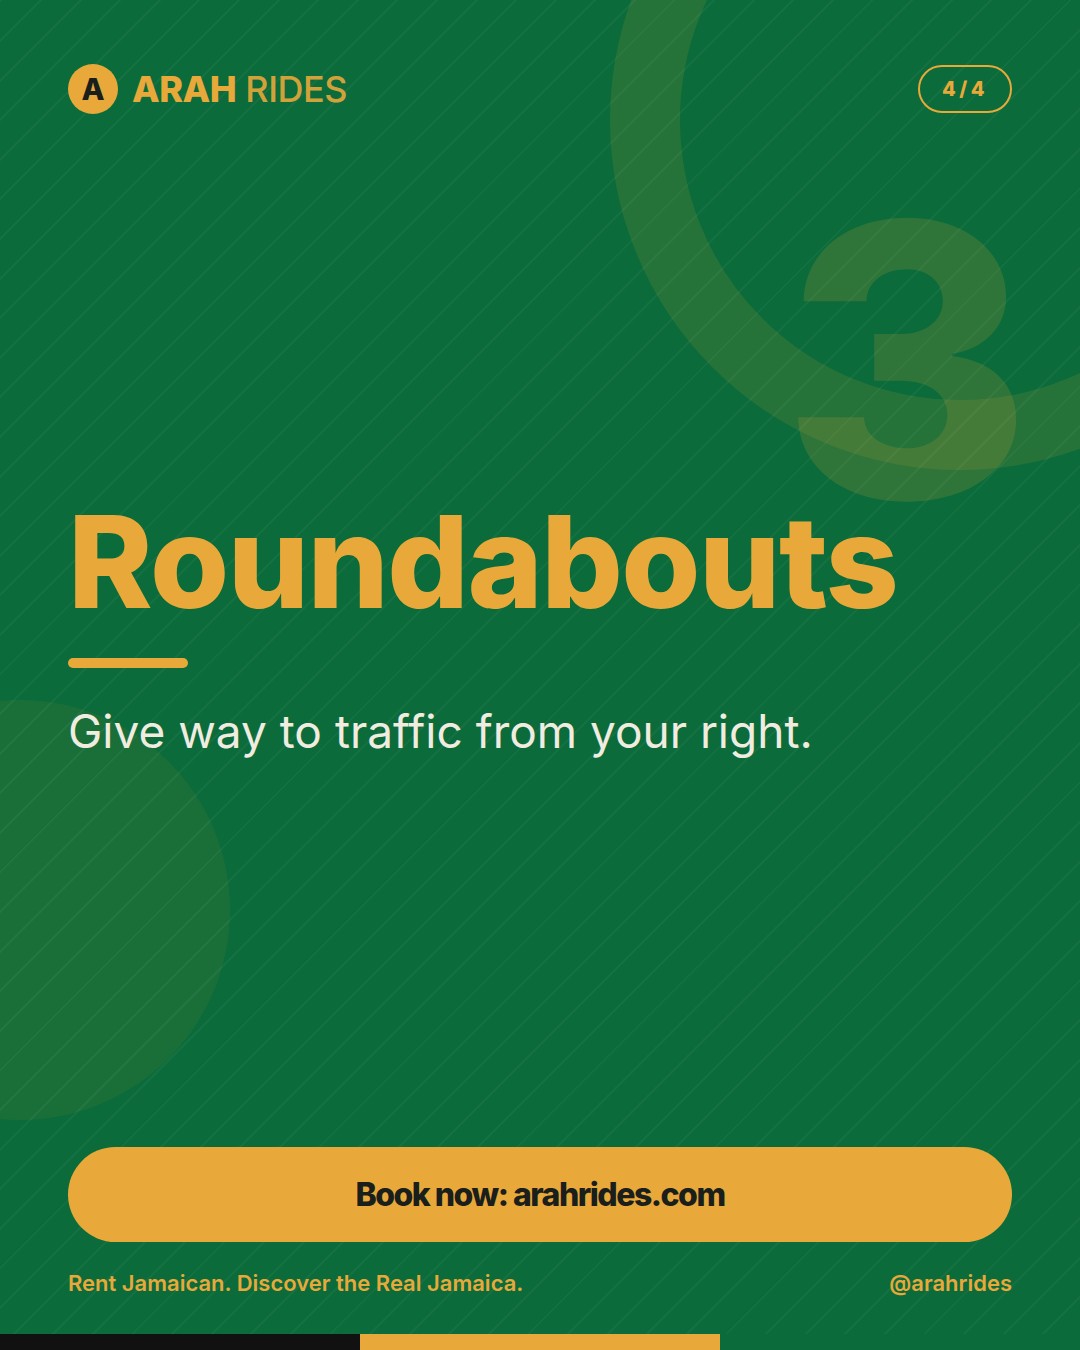 A ARAH RIDES
4/4
3
Roundabouts
Give way to traffic from your right.
Book now: arahrides.com
Rent Jamaican. Discover the Real Jamaica.
@arahrides